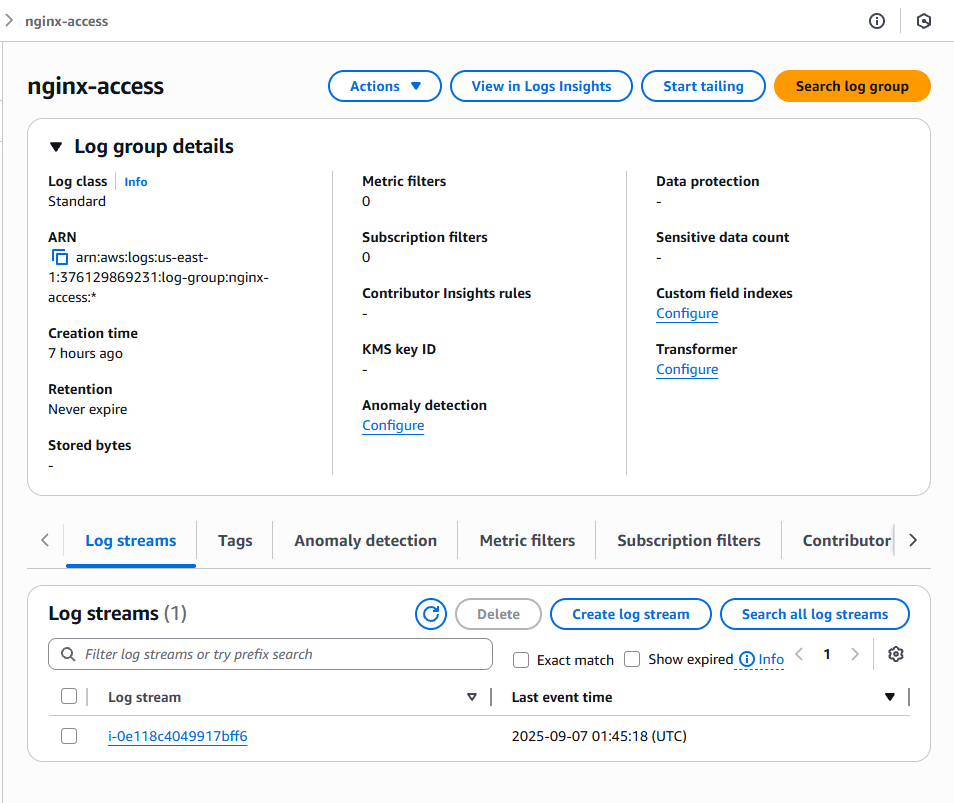 nginx-access
nginx-access
Actions
View in Logs Insights
Start tailing
Search log group
Log group details
Log class
Info
Standard
ARN
arn:aws:logs:us-east-
1:376129869231:log-group:nginx-
access:*
Creation time
7 hours ago
Retention
Never expire
Stored bytes
-
Metric filters
0
Subscription filters
0
Contributor Insights rules
-
KMS key ID
-
Anomaly detection
Configure
Data protection
-
Sensitive data count
-
Custom field indexes
Configure
Transformer
Configure
Log streams
Tags
Anomaly detection
Metric filters
Subscription filters
Contributor
Log streams (1)
Delete
Create log stream
Search all log streams
Filter log streams or try prefix search
Exact match
Show expired
Info
1
Log stream
Last event time
i-0e118c4049917bff6
2025-09-07 01:45:18 (UTC)